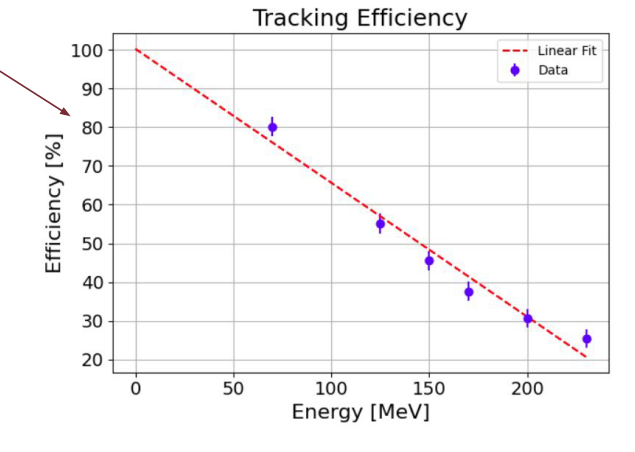 Tracking Efficiency
Linear Fit
Data
Efficiency [%]
100
90
80
70
60
50
40
30
20
0 50 100 150 200
Energy [MeV]